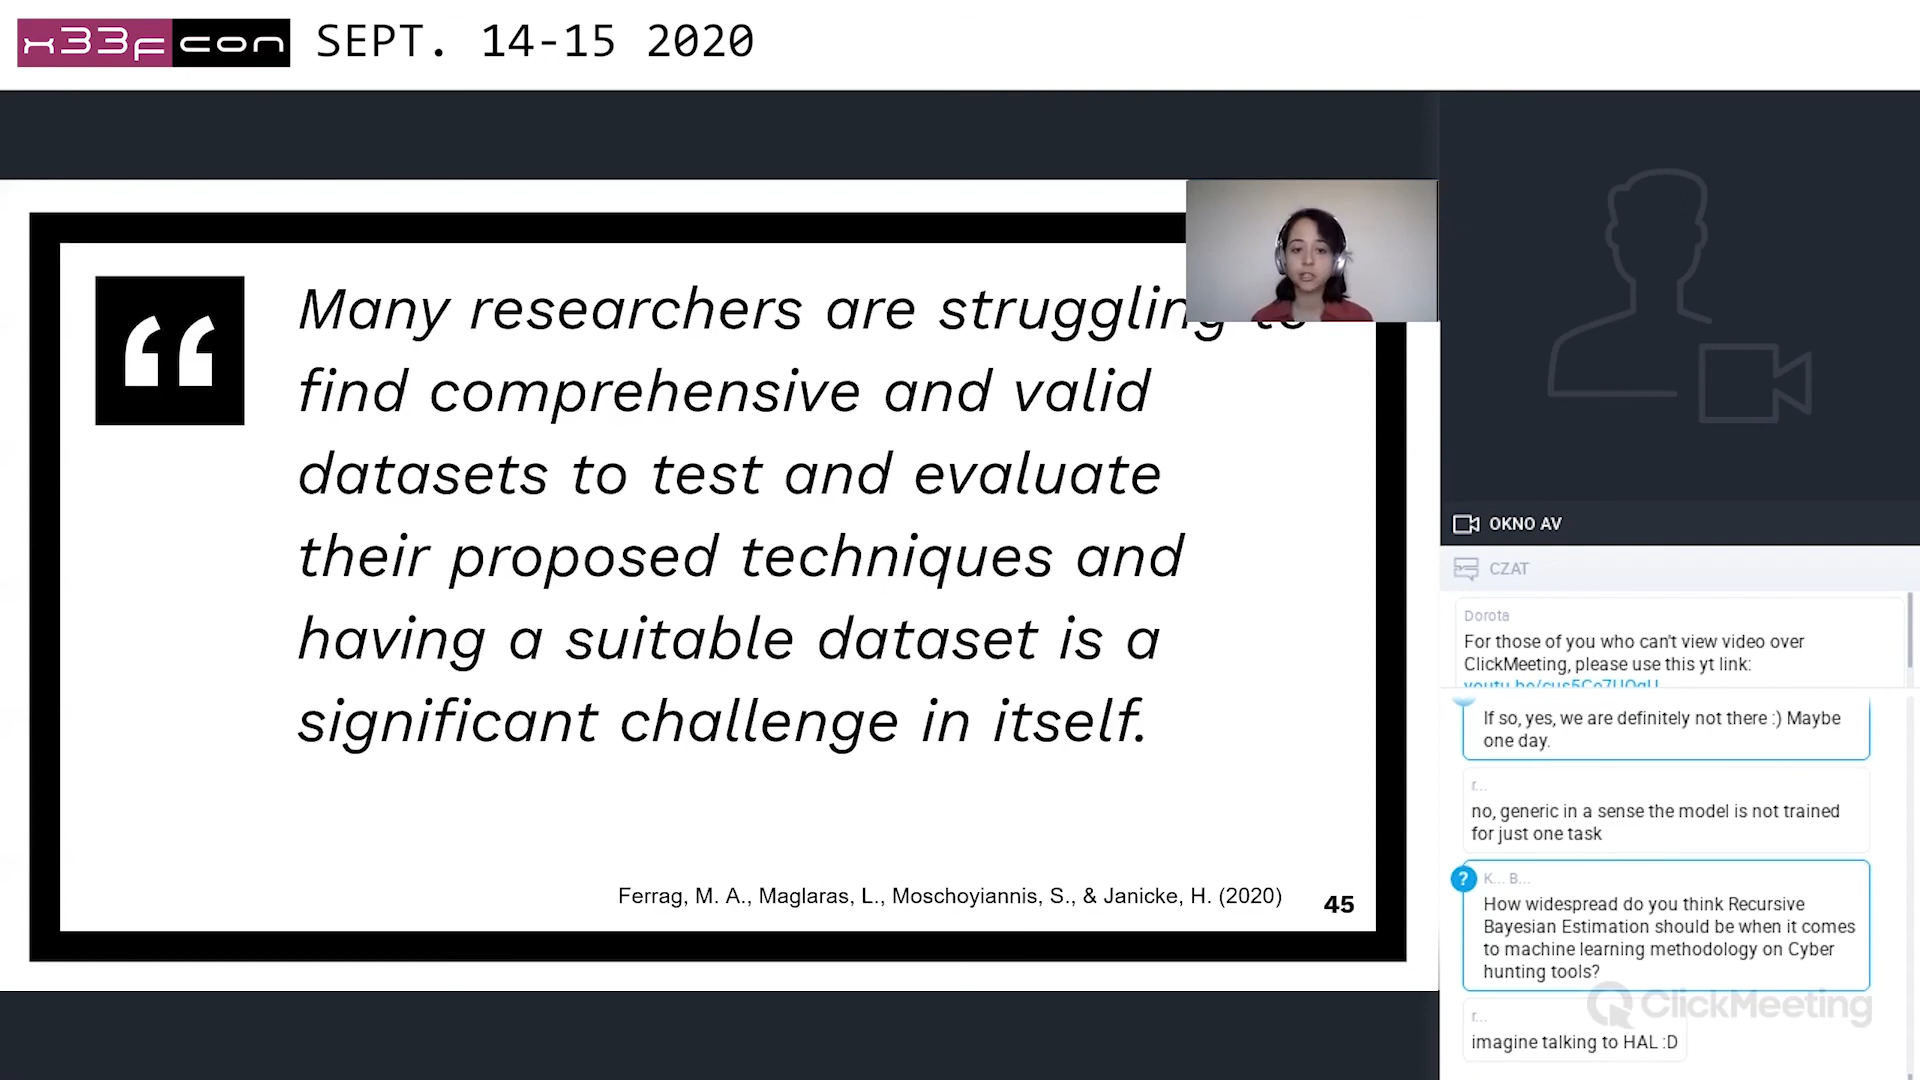 x33fcon SEPT. 14-15 2020
“
Many researchers are struggling to
find comprehensive and valid
datasets to test and evaluate
their proposed techniques and
having a suitable dataset is a
significant challenge in itself.
Ferrag, M. A., Maglaras, L., Moschoyiannis, S., & Janicke, H. (2020)
45
OKNO AV
CZAT
Dorota
For those of you who can't view video over
ClickMeeting, please use this yt link:
If so, yes, we are definitely not there :) Maybe
one day.
r...
no, generic in a sense the model is not trained
for just one task
? K... B...
How widespread do you think Recursive
Bayesian Estimation should be when it comes
to machine learning methodology on Cyber
hunting tools?
ClickMeeting
r...
imagine talking to HAL :D